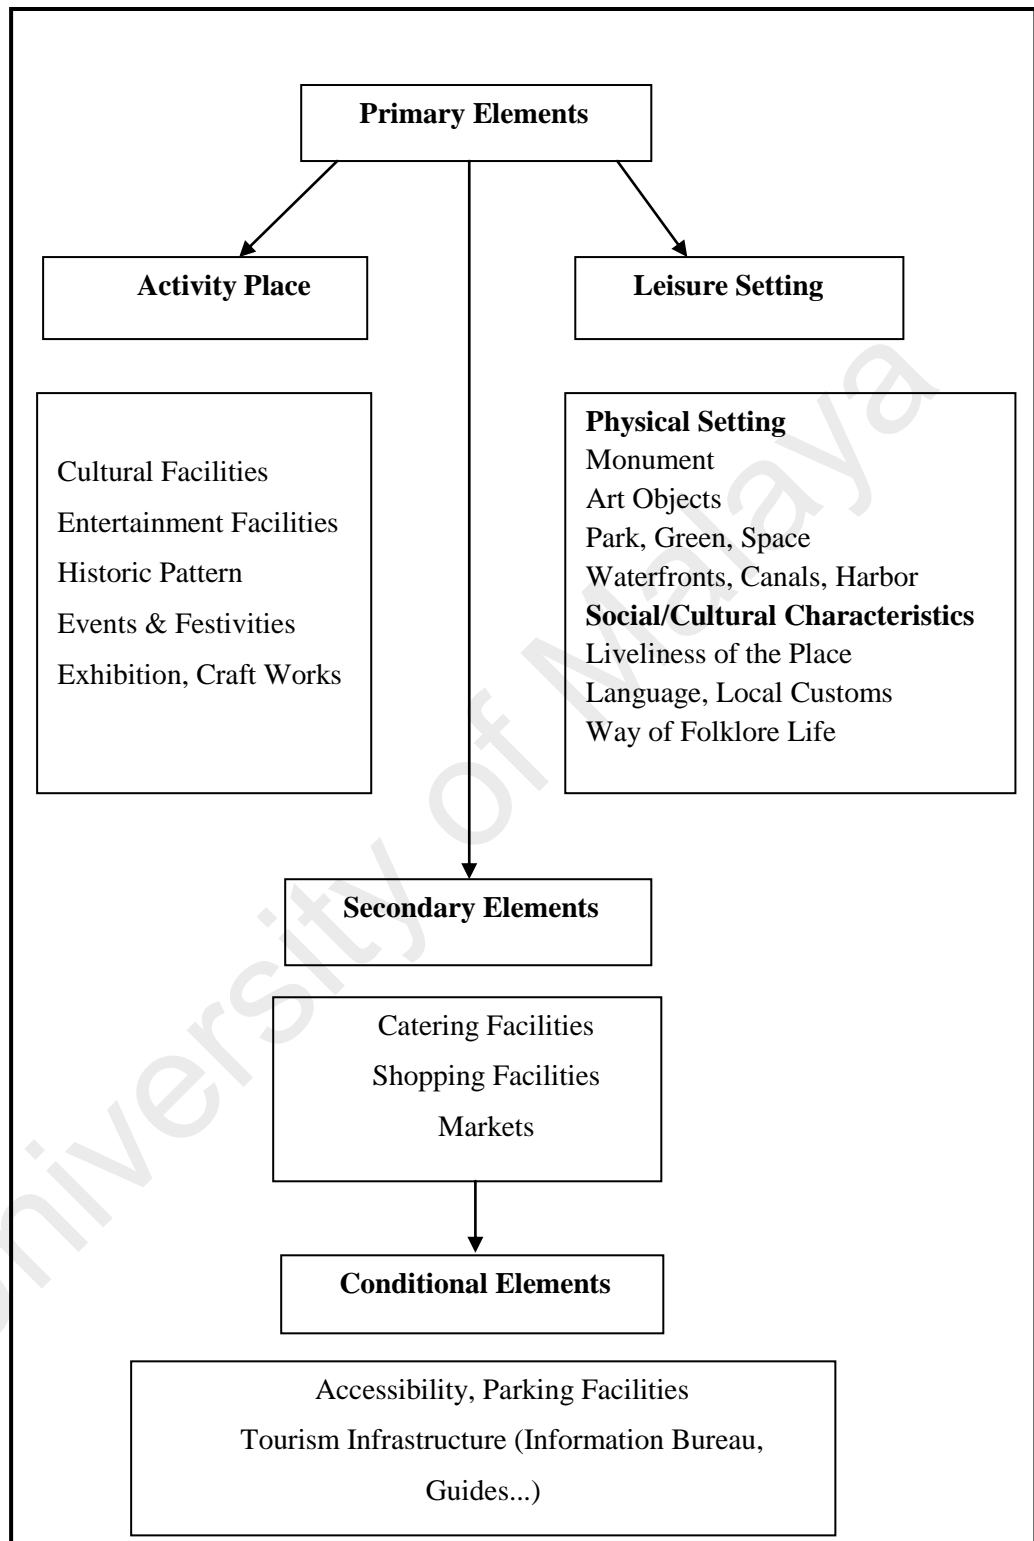 Primary Elements
Activity Place
Leisure Setting
Cultural Facilities
Entertainment Facilities
Historic Pattern
Events & Festivities
Exhibition, Craft Works
Physical Setting
Monument
Art Objects
Park, Green, Space
Waterfronts, Canals, Harbor
Social/Cultural Characteristics
Liveliness of the Place
Language, Local Customs
Way of Folklore Life
Secondary Elements
Catering Facilities
Shopping Facilities
Markets
Conditional Elements
Accessibility, Parking Facilities
Tourism Infrastructure (Information Bureau,
Guides...)
University of Malaya